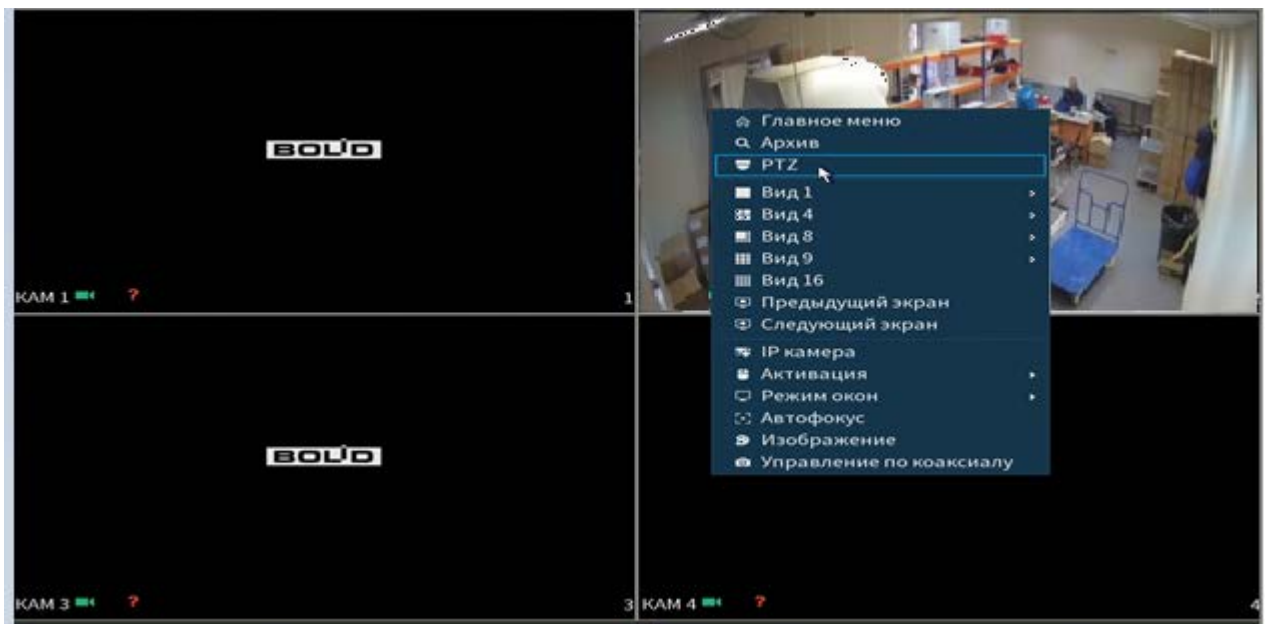 BOLID
КАМ 1 ? 1
Главное меню
Архив
PTZ
Вид 1
Вид 4
Вид 8
Вид 9
Вид 16
Предыдущий экран
Следующий экран
IP камера
Активация
Режим окон
Автофокус
Изображение
Управление по коаксиалу
BOLID
КАМ 3 ? 3
КАМ 4 ? 4